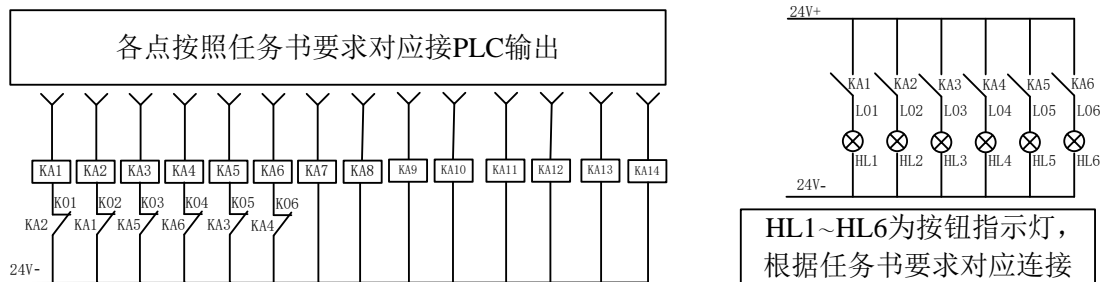 各点按照任务书要求对应接PLC输出
KA1 KA2 KA3 KA4 KA5 KA6 KA7 KA8 KA9 KA10 KA11 KA12 KA13 KA14
K01 K02 K03 K04 K05 K06
KA2 KA1 KA5 KA6 KA3 KA4
24V-
24V+
KA1 KA2 KA3 KA4 KA5 KA6
L01 L02 L03 L04 L05 L06
HL1 HL2 HL3 HL4 HL5 HL6
24V-
HL1~HL6为按钮指示灯，
根据任务书要求对应连接